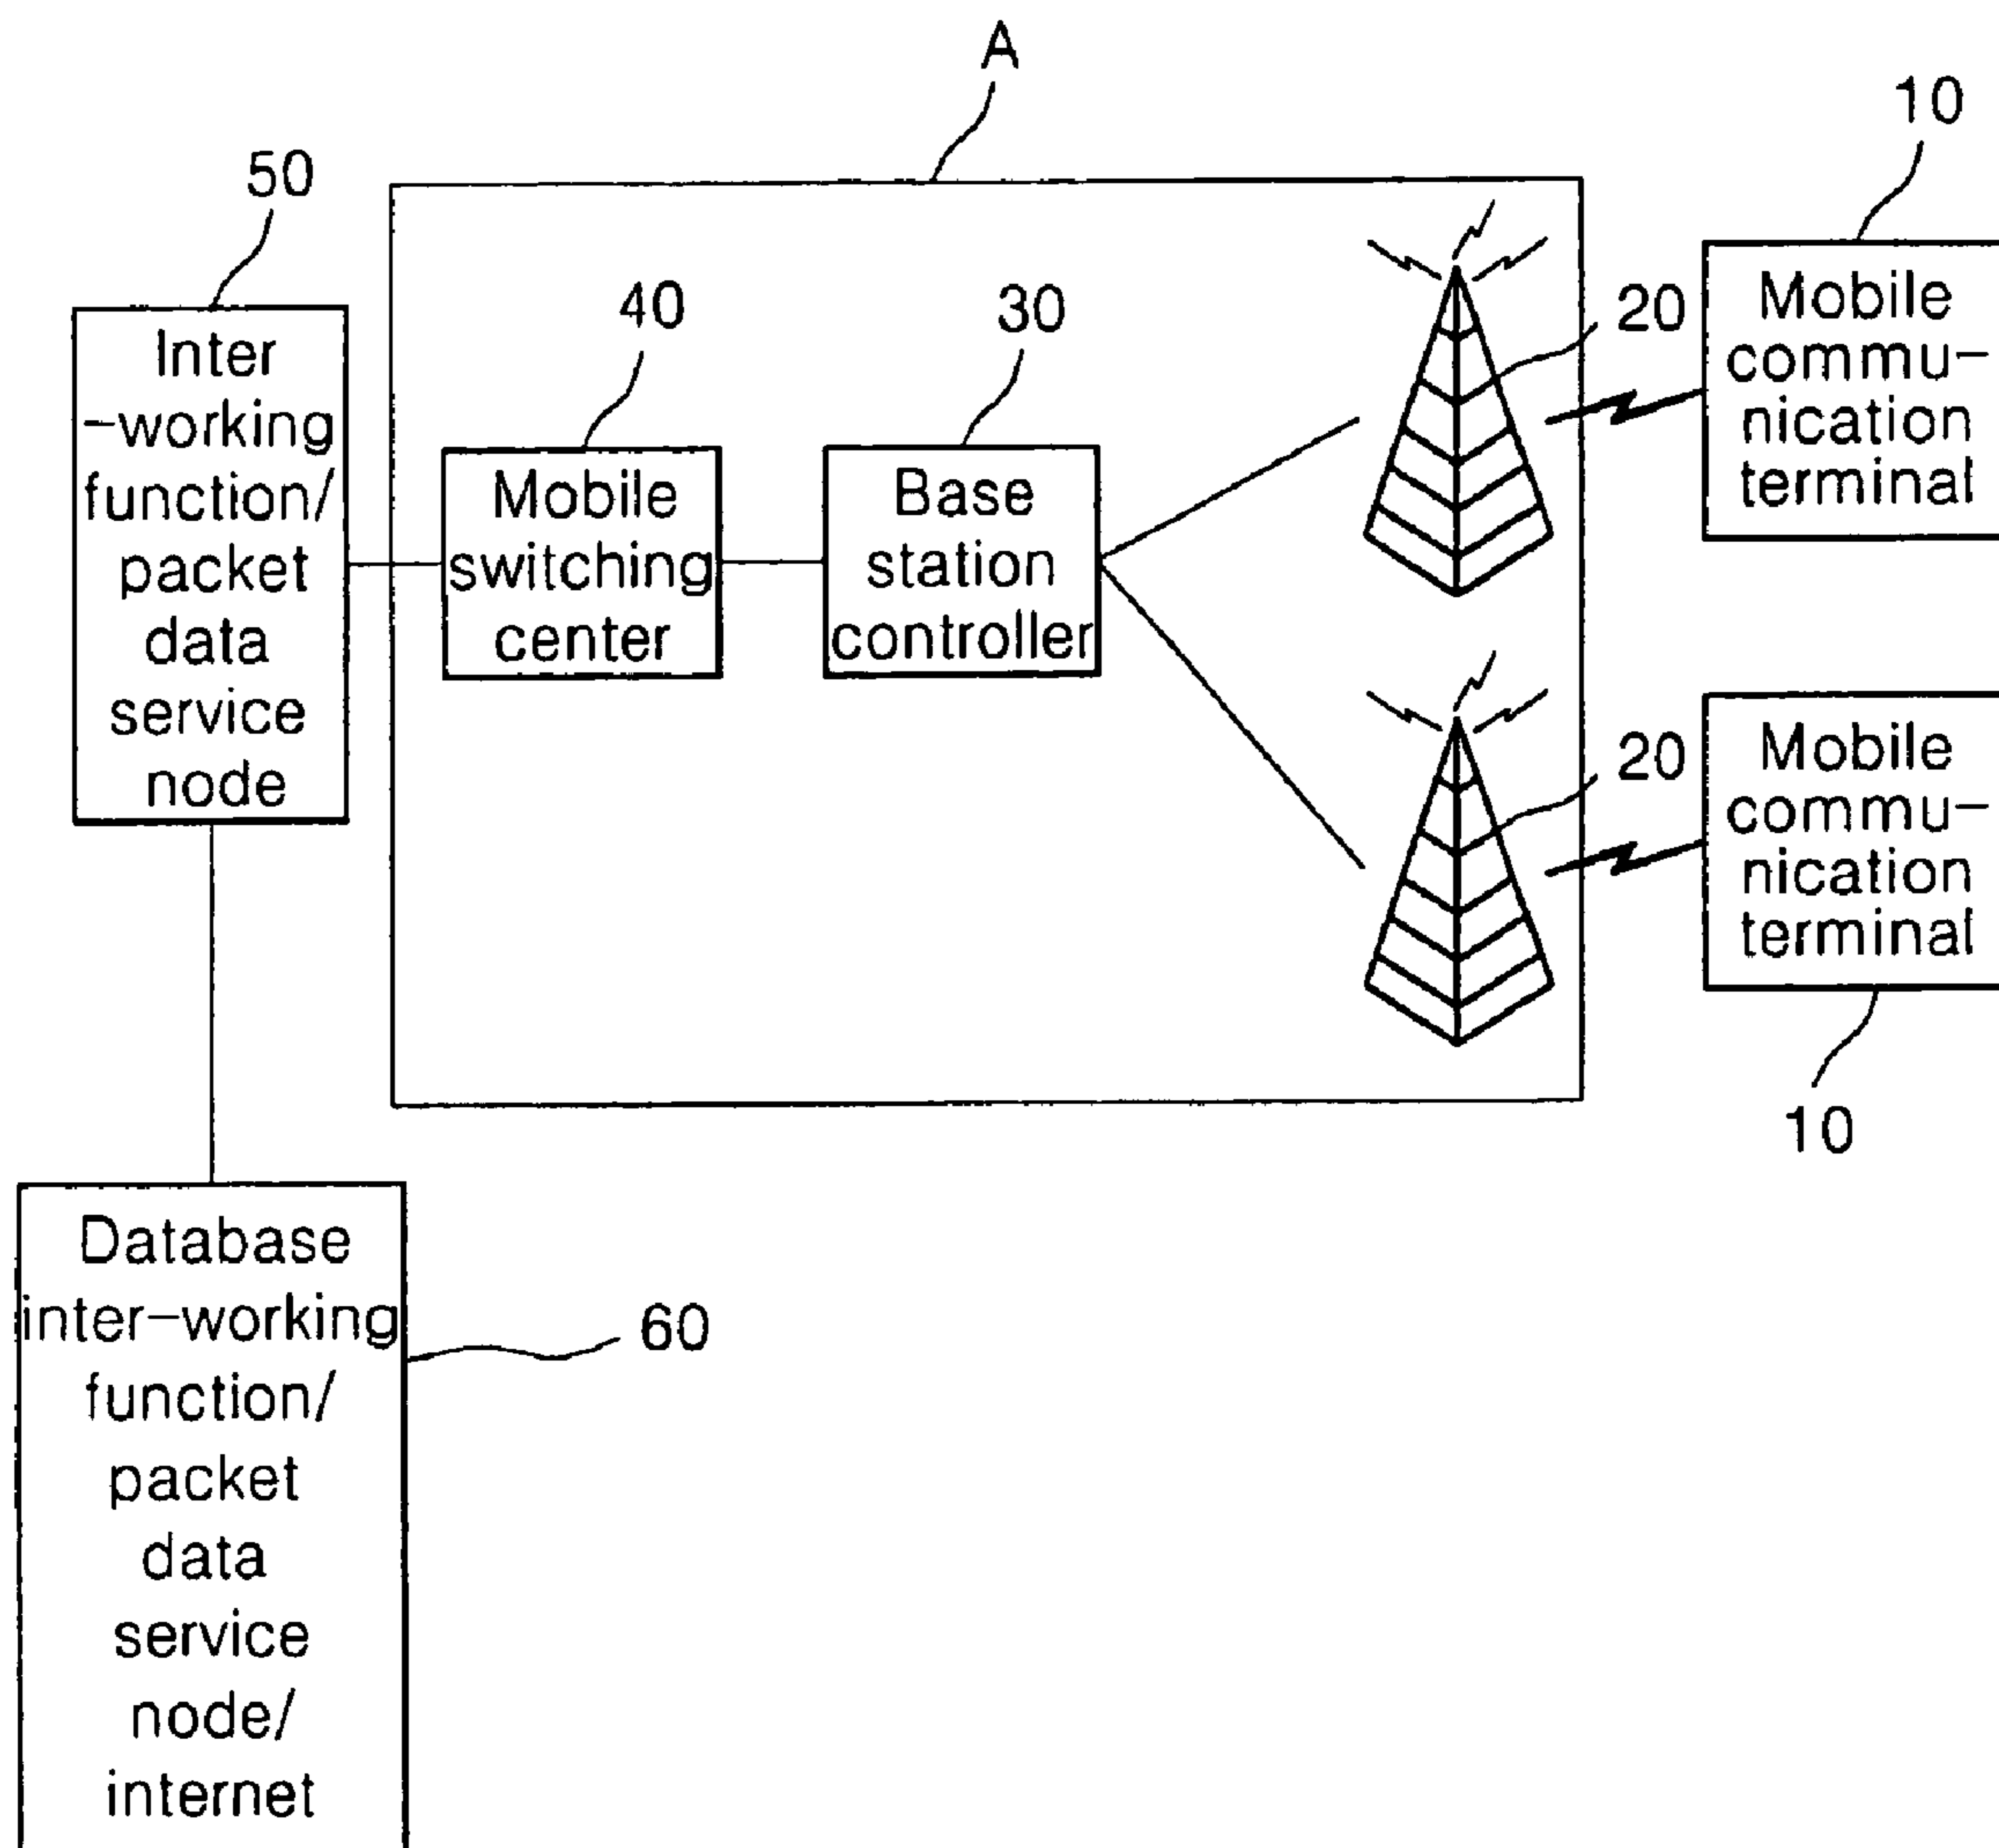 A
10
50
40
30
20
Inter
-working
function/
packet
data
service
node
Mobile
switching
center
Base
station
controller
Mobile
commu-
nication
terminal
20
Mobile
commu-
nication
terminal
10
Database
inter-working
function/
packet
data
service
node/
internet
60